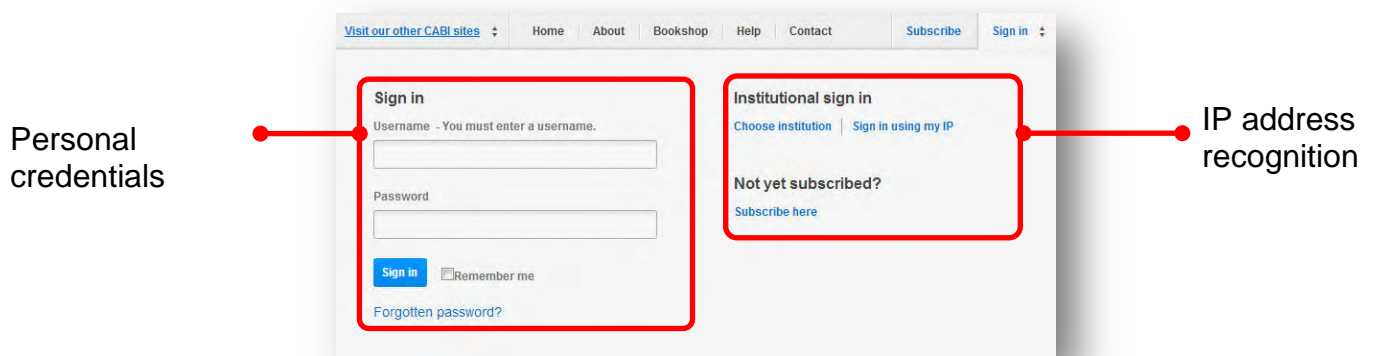 Visit our other CABI sites Home About Bookshop Help Contact Subscribe Sign in
Personal
credentials
Sign in
Username - You must enter a username.
Password
Sign in Remember me
Forgotten password?
Institutional sign in
Choose institution Sign in using my IP
Not yet subscribed?
Subscribe here
IP address
recognition